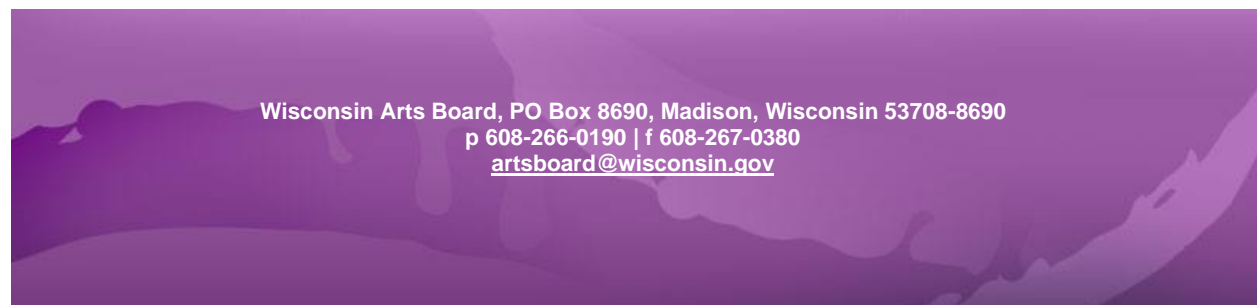 Wisconsin Arts Board, PO Box 8690, Madison, Wisconsin 53708-8690
p 608-266-0190 | f 608-267-0380
artsboard@wisconsin.gov